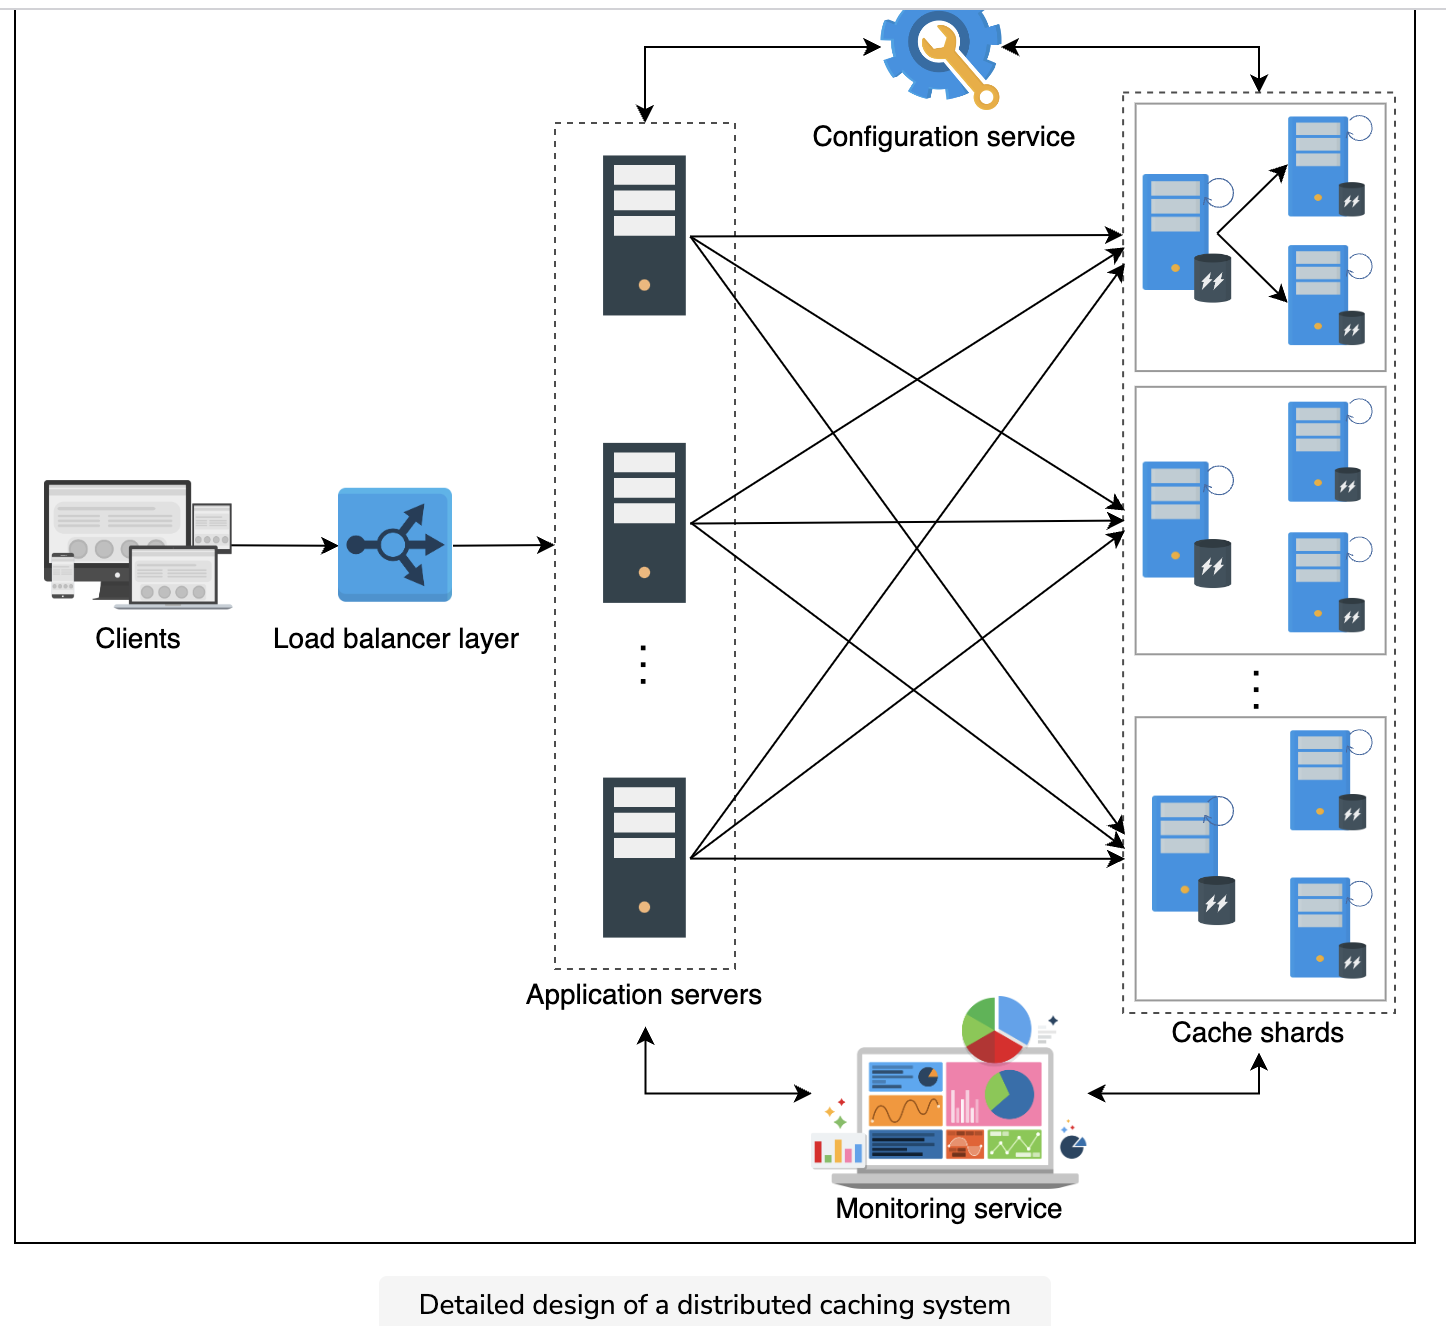 Configuration service
Clients
Load balancer layer
Application servers
Cache shards
Monitoring service
Detailed design of a distributed caching system